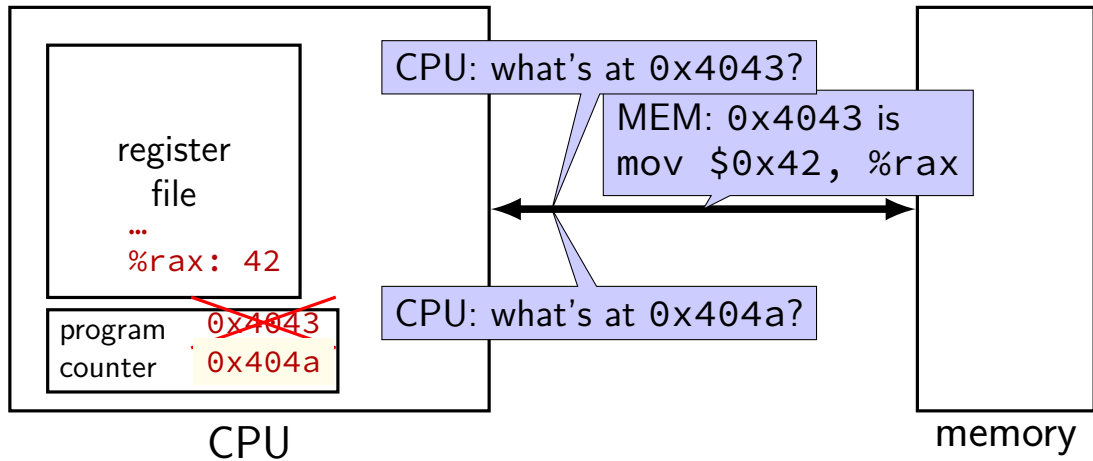 CPU: what's at 0x4043?
MEM: 0x4043 is
mov $0x42, %rax
register
file
…
%rax: 42
CPU: what's at 0x404a?
program
counter
0x4043
0x404a
CPU
memory